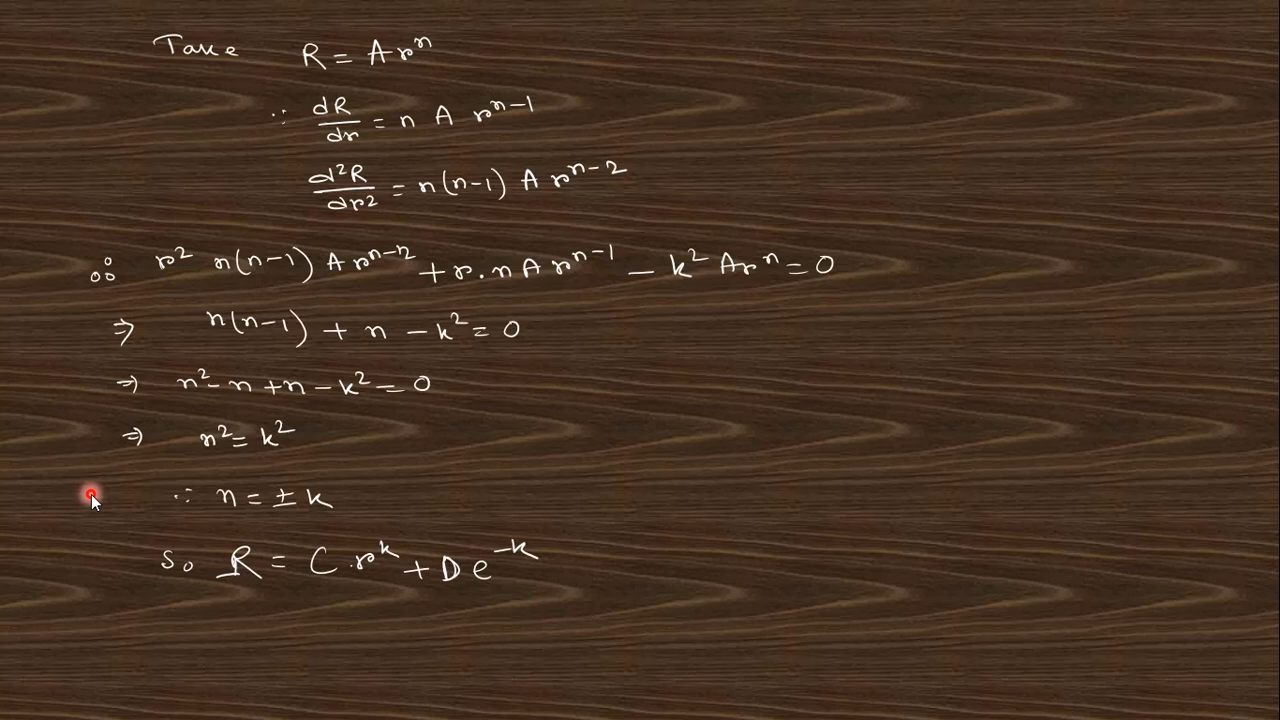 Take R = A r^n
∵ dR/dr = n A r^(n-1)
d²R/dr² = n(n-1) A r^(n-2)
∴ r² n(n-1) A r^(n-2) + r.n A r^(n-1) - k² A r^n = 0
⇒ n(n-1) + n - k² = 0
⇒ n² - n + n - k² = 0
⇒ n² = k²
∵ n = ± k
So R = C.r^k + D e^(-k)